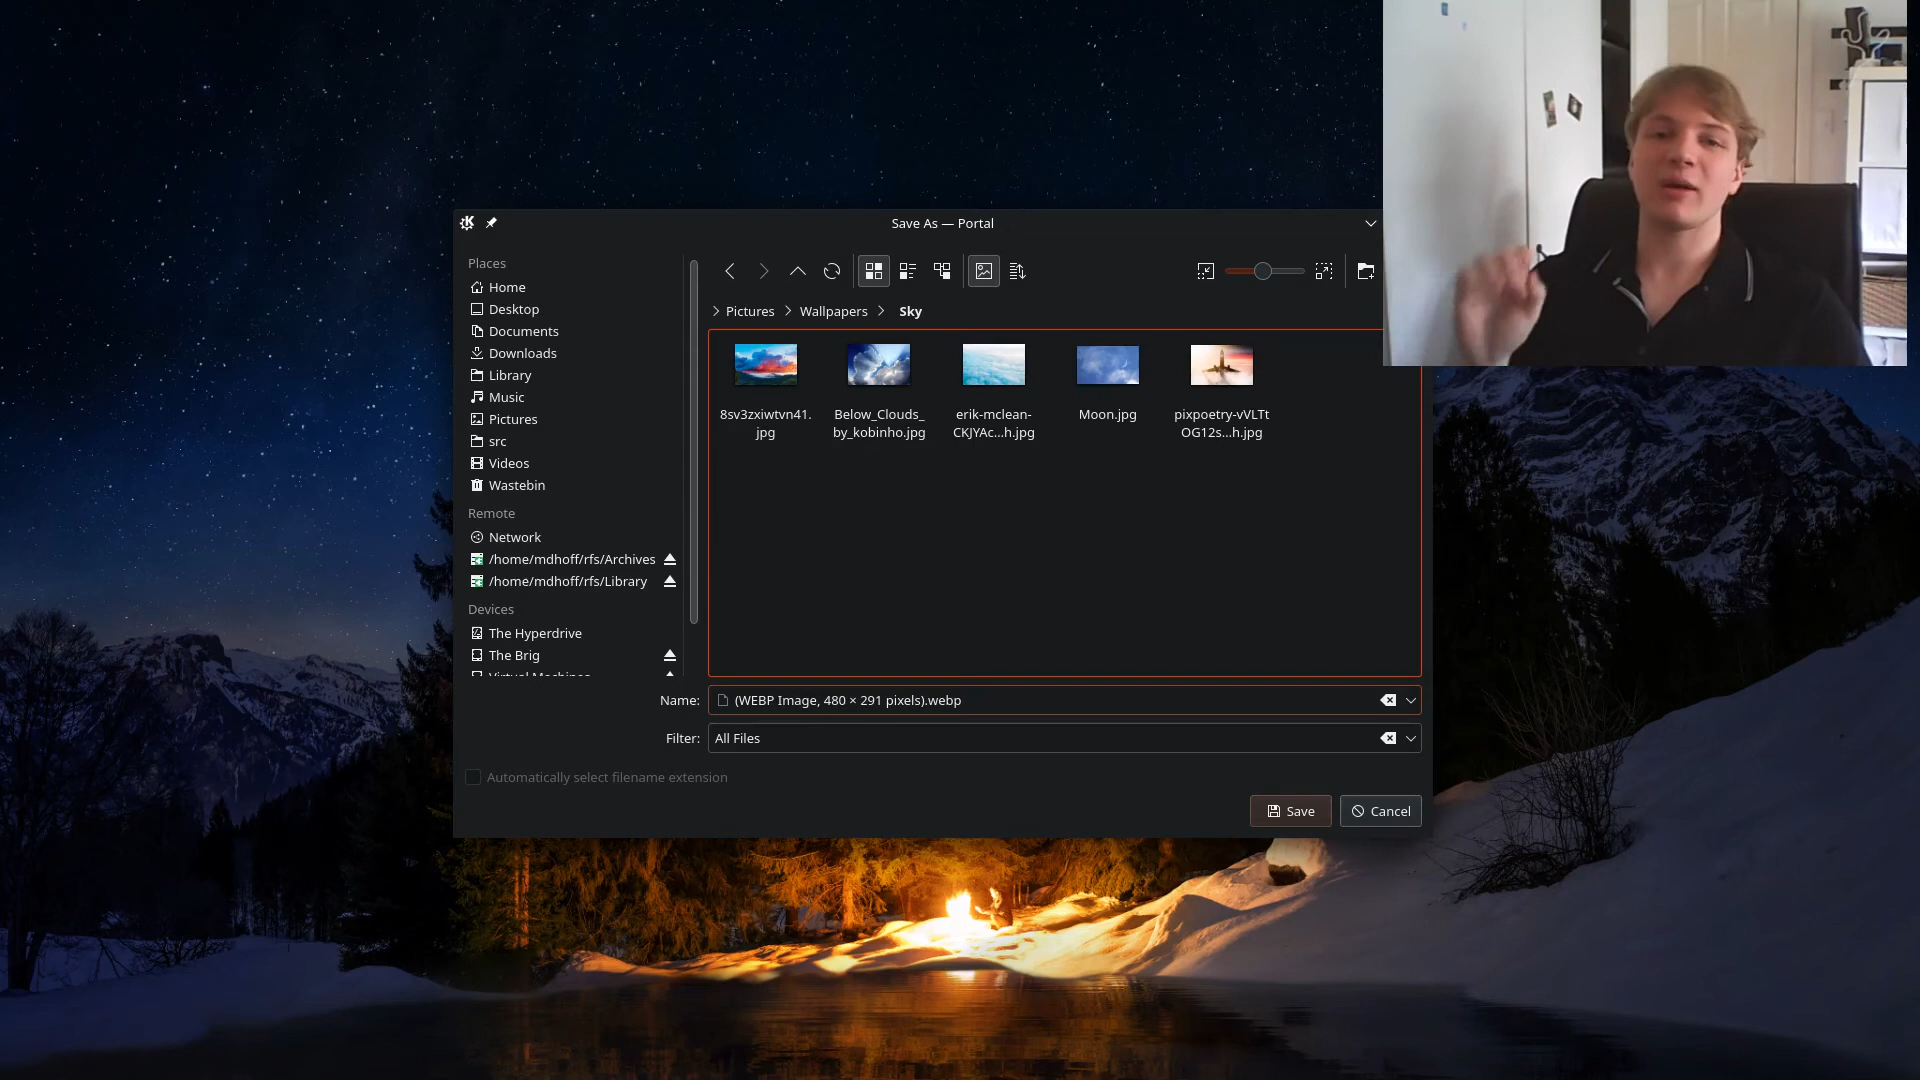 Save As — Portal
Places
Home
Desktop
Documents
Downloads
Library
Music
Pictures
src
Videos
Wastebin
Remote
Network
/home/mdhoff/rfs/Archives
/home/mdhoff/rfs/Library
Devices
The Hyperdrive
The Brig
Virtual Machines
Pictures
Wallpapers
Sky
8sv3zxiwtvn41.
jpg
Below_Clouds_
by_kobinho.jpg
erik-mclean-
CKJYAc...h.jpg
Moon.jpg
pixpoetry-vVLTt
OG12s...h.jpg
Name: (WEBP Image, 480 × 291 pixels).webp
Filter: All Files
Automatically select filename extension
Save
Cancel